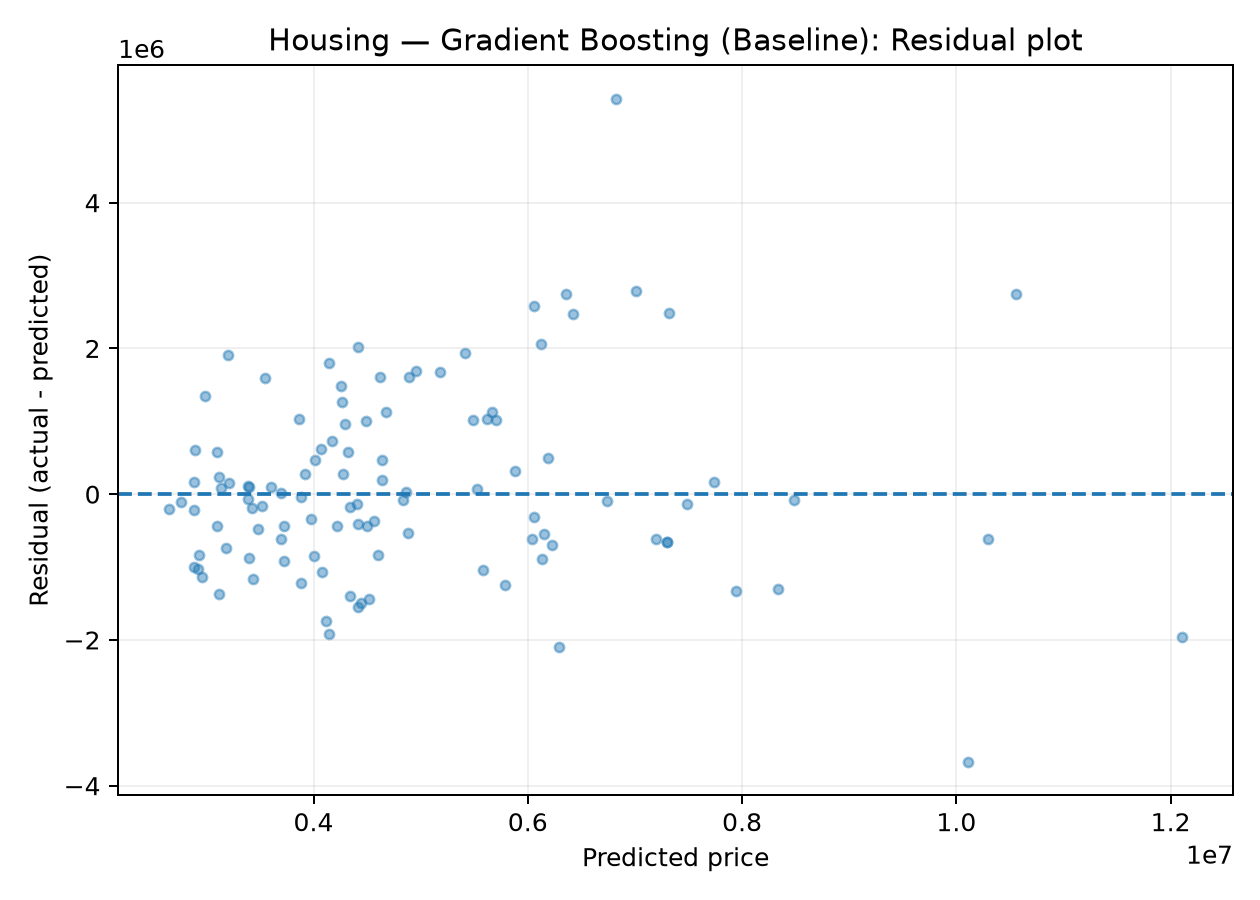 Housing — Gradient Boosting (Baseline): Residual plot
1e6
4
2
0
−2
−4
Residual (actual - predicted)
0.4 0.6 0.8 1.0 1.2
1e7
Predicted price